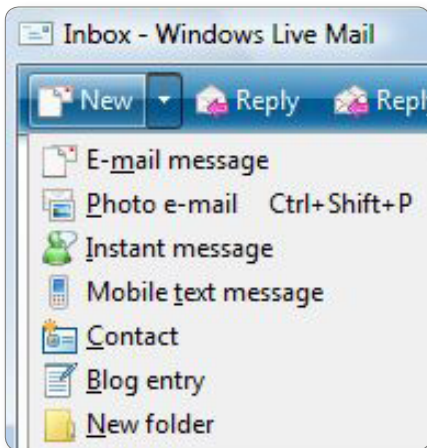 Inbox - Windows Live Mail
New Reply
E-mail message
Photo e-mail Ctrl+Shift+P
Instant message
Mobile text message
Contact
Blog entry
New folder